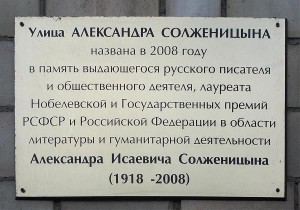 Улица АЛЕКСАНДРА СОЛЖЕНИЦЫНА
названа в 2008 году
в память выдающегося русского писателя
и общественного деятеля, лауреата
Нобелевской и Государственных премий
РСФСР и Российской Федерации в области
литературы и гуманитарной деятельности
Александра Исаевича Солженицына
(1918 -2008)